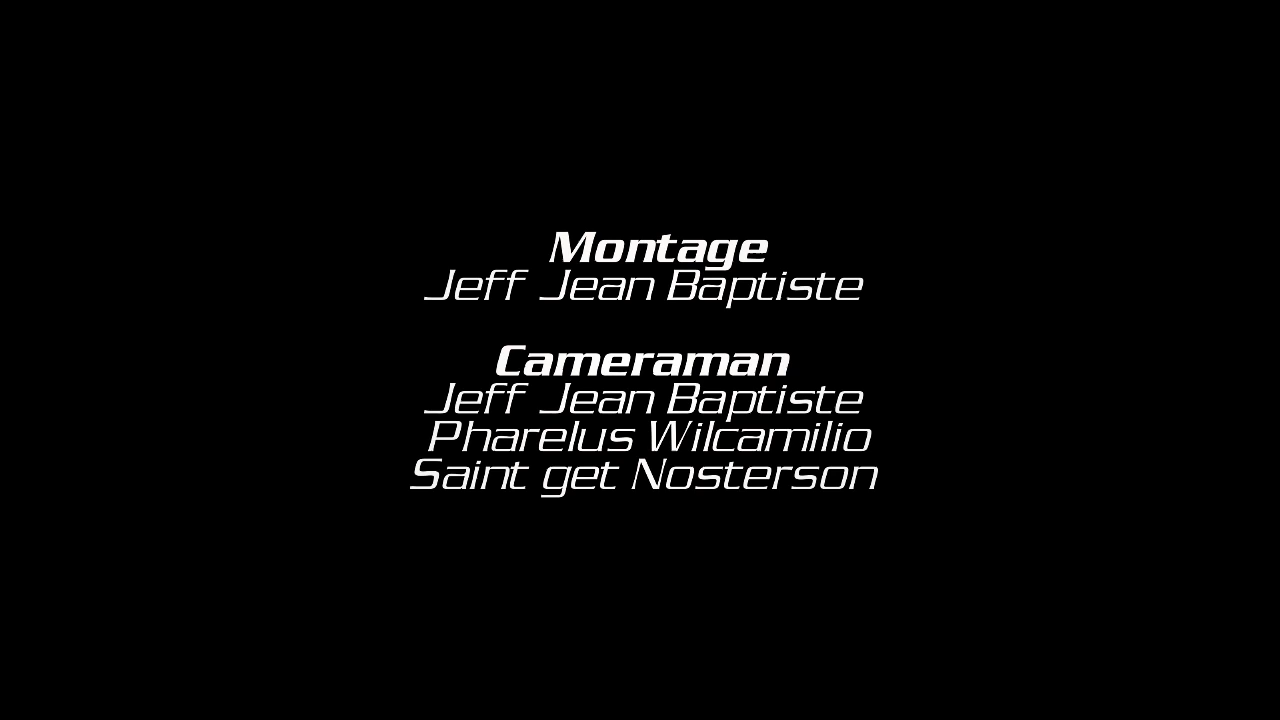 Montage
Jeff Jean Baptiste
Cameraman
Jeff Jean Baptiste
Pharelus Wilcamilio
Saint get Nosterson